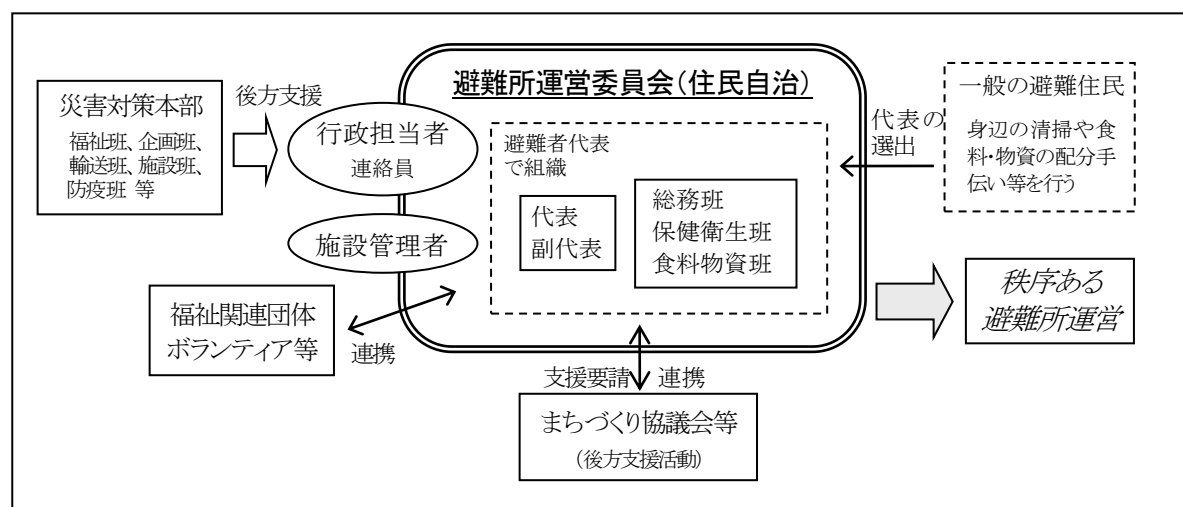 災害対策本部
福祉班、企画班、
輸送班、施設班、
防疫班 等
後方支援
行政担当者
連絡員
施設管理者
避難所運営委員会(住民自治)
避難者代表
で組織
代表
副代表
総務班
保健衛生班
食料物資班
代表の
選出
一般の避難住民
身辺の清掃や食
料・物資の配分手
伝い等を行う
秩序ある
避難所運営
福祉関連団体
ボランティア等
連携
支援要請
連携
まちづくり協議会等
(後方支援活動)